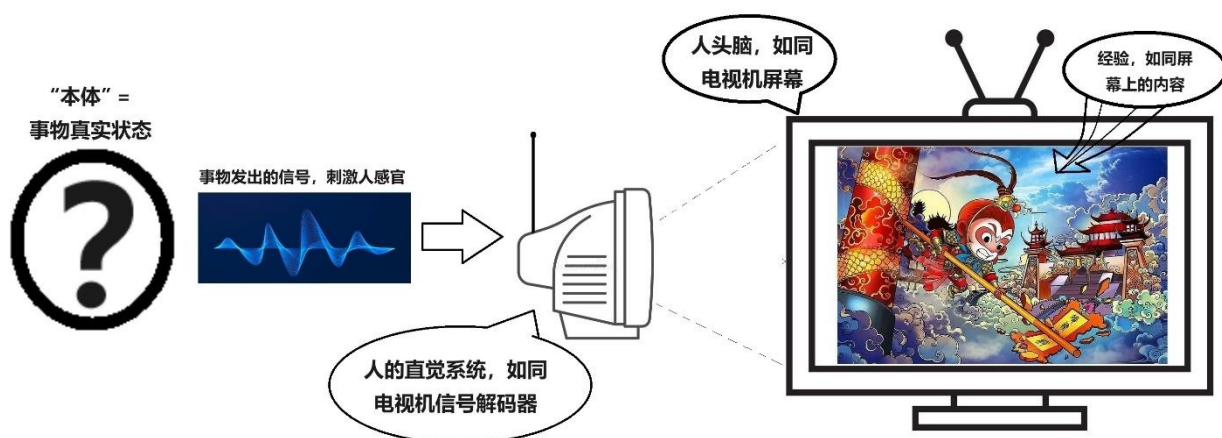 “本体”=
事物真实状态
事物发出的信号，刺激人感官
人的直觉系统，如同
电视机信号解码器
人头脑，如同
电视机屏幕
经验，如同屏
幕上的内容